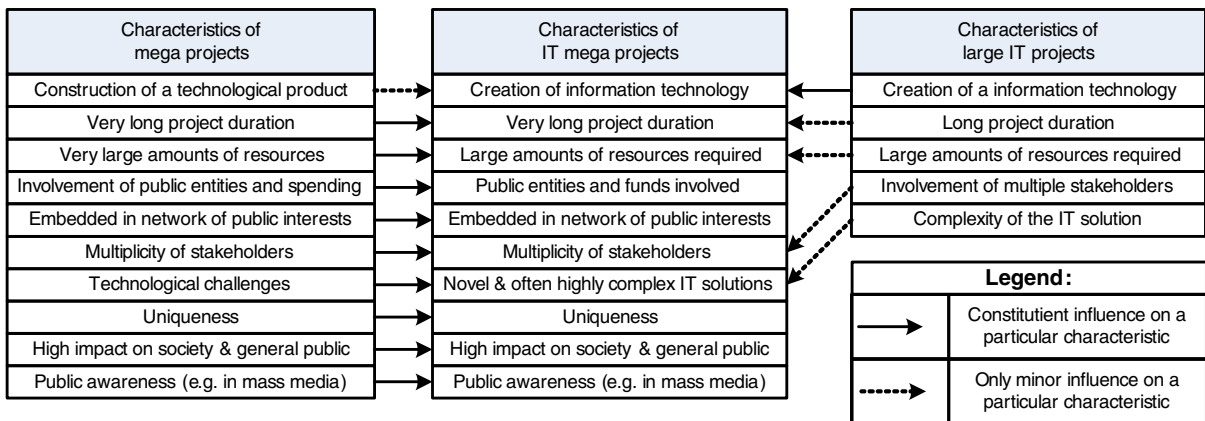 Characteristics of
mega projects
Construction of a technological product
Very long project duration
Very large amounts of resources
Involvement of public entities and spending
Embedded in network of public interests
Multiplicity of stakeholders
Technological challenges
Uniqueness
High impact on society & general public
Public awareness (e.g. in mass media)
Characteristics of
IT mega projects
Creation of information technology
Very long project duration
Large amounts of resources required
Public entities and funds involved
Embedded in network of public interests
Multiplicity of stakeholders
Novel & often highly complex IT solutions
Uniqueness
High impact on society & general public
Public awareness (e.g. in mass media)
Characteristics of
large IT projects
Creation of a information technology
Long project duration
Large amounts of resources required
Involvement of multiple stakeholders
Complexity of the IT solution
Legend:
Constitutient influence on a
particular characteristic
Only minor influence on a
particular characteristic